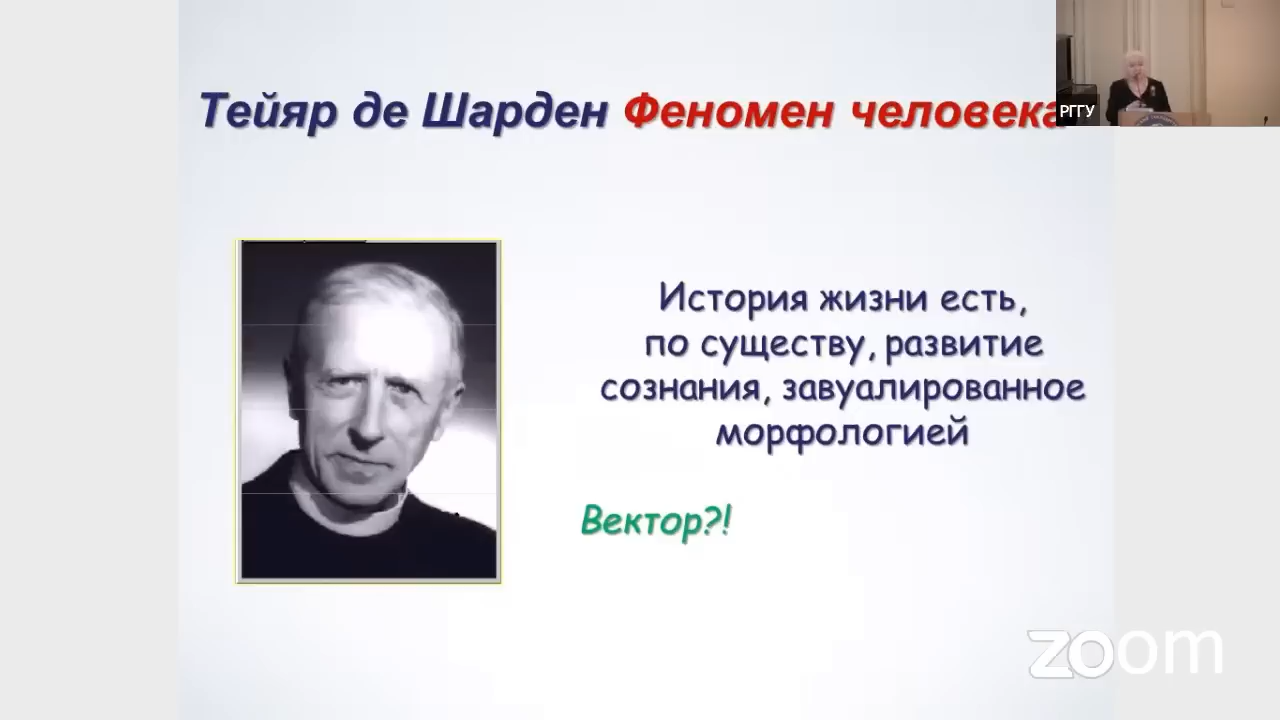 Тейяр де Шарден Феномен человека
РГГУ
История жизни есть,
по существу, развитие
сознания, завуалированное
морфологией
Вектор?!
zoom